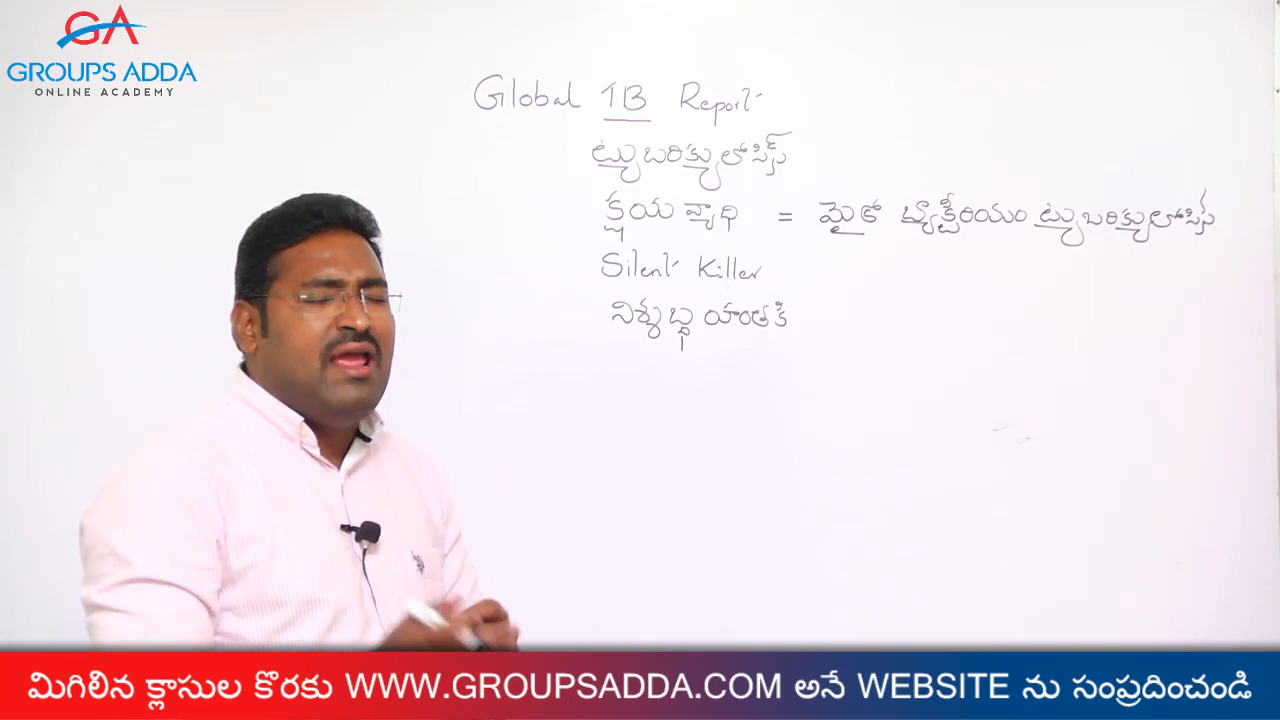 GA
GROUPS ADDA
ONLINE ACADEMY
Global TB Report
ట్యుబరిక్యులోసిస్
క్షయ వ్యాధి = మైకో బ్యాక్టీరియం ట్యుబరిక్యులోసిస్
Silent Killer
నిశ్శబ్ధ హంతకి
మిగిలిన క్లాసుల కొరకు WWW.GROUPSADDA.COM అనే WEBSITE ను సంప్రదించండి